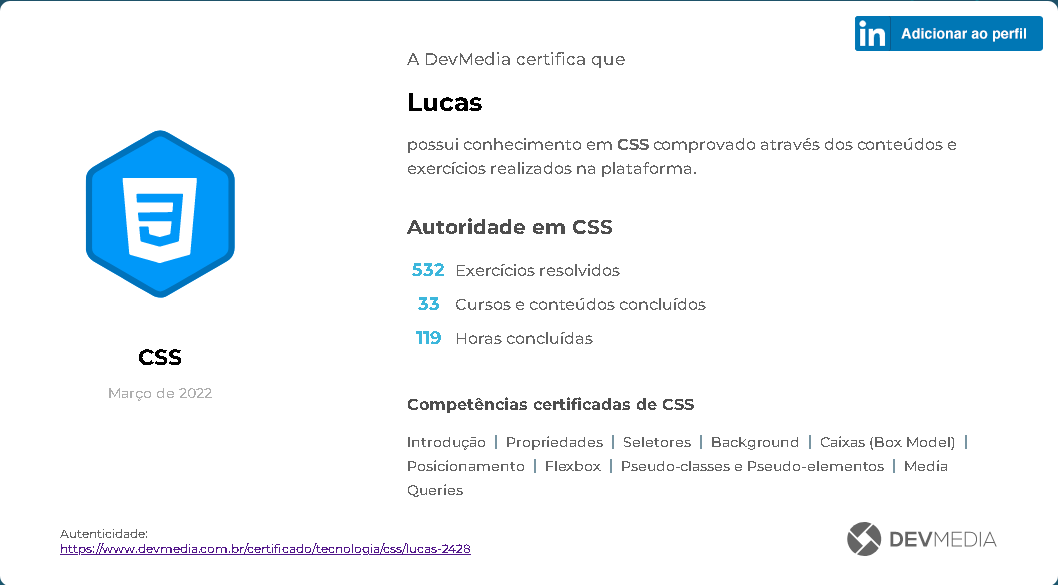 in Adicionar ao perfil
A DevMedia certifica que
Lucas
possui conhecimento em CSS comprovado através dos conteúdos e
exercícios realizados na plataforma.
Autoridade em CSS
532 Exercícios resolvidos
33 Cursos e conteúdos concluídos
119 Horas concluídas
CSS
Março de 2022
Competências certificadas de CSS
Introdução | Propriedades | Seletores | Background | Caixas (Box Model) |
Posicionamento | Flexbox | Pseudo-classes e Pseudo-elementos | Media
Queries
Autenticidade:
https://www.devmedia.com.br/certificado/tecnologia/css/lucas-2428
DEVMEDIA